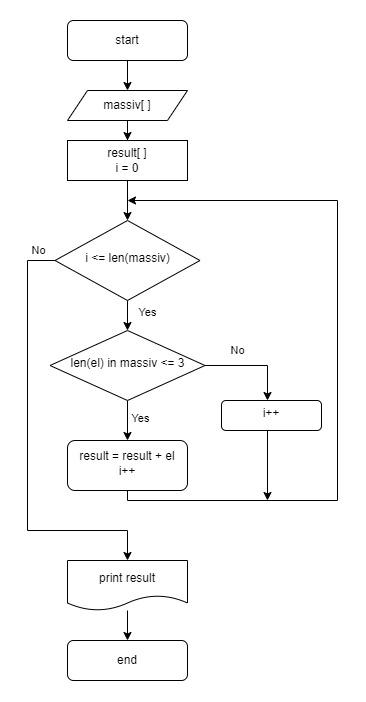 start
massiv[ ]
result[ ]
i = 0
No
i <= len(massiv)
Yes
len(el) in massiv <= 3
No
i++
Yes
result = result + el
i++
print result
end